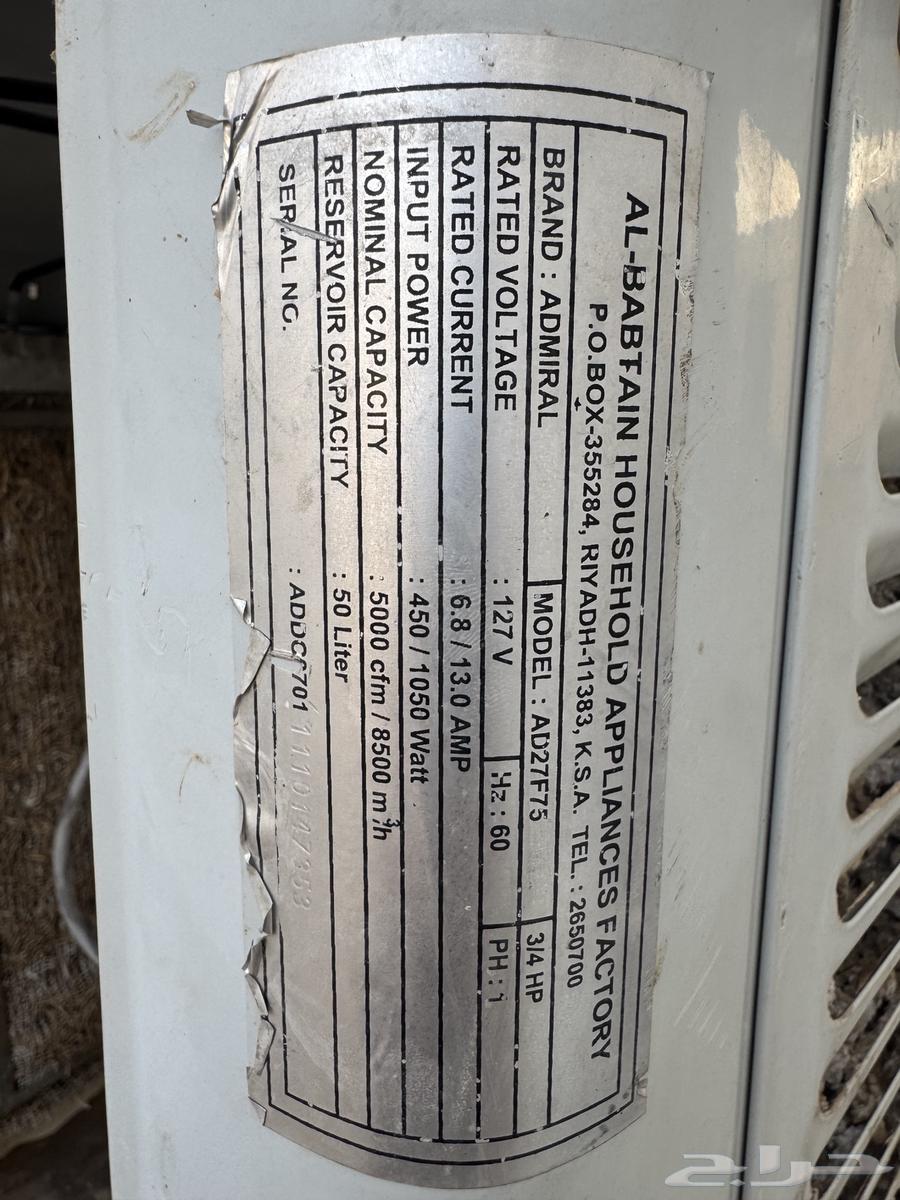 AL-BABTAIN HOUSEHOLD APPLIANCES FACTORY
P.O.BOX-355284, RIYADH-11383, K.S.A. TEL.: 2650700
BRAND : ADMIRAL MODEL : AD27F75 3/4 HP
RATED VOLTAGE : 127 V Hz : 60 PH : 1
RATED CURRENT : 6.8 / 13.0 AMP
INPUT POWER : 450 / 1050 Watt
NOMINAL CAPACITY : 5000 cfm / 8500 m³/h
RESERVOIR CAPACITY : 50 Liter
SERIAL NO. :
حراج